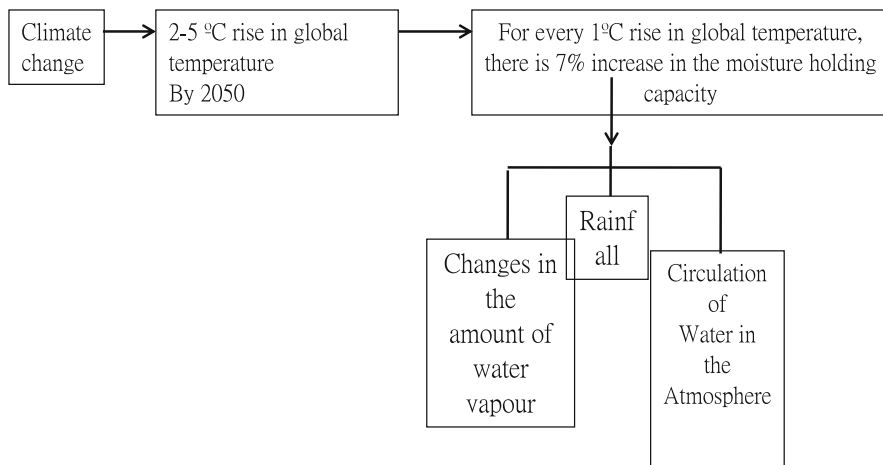 Climate
change
2-5 ºC rise in global
temperature
By 2050
For every 1ºC rise in global temperature,
there is 7% increase in the moisture holding
capacity
Changes in
the
amount of
water
vapour
Rainf
all
Circulation
of
Water in
the
Atmosphere